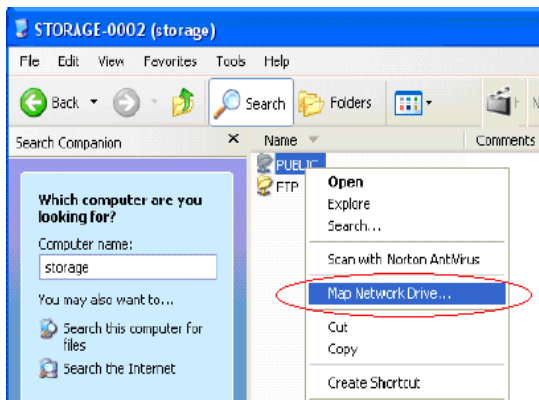 STORAGE-0002 (storage)
File Edit View Favorites Tools Help
Back Search Folders
Search Companion Name Comments
PUBLIC
FTP
Which computer are you
looking for?
Computer name:
storage
You may also want to...
Search this computer for
files
Search the Internet
Open
Explore
Search...
Scan with Norton AntiVirus
Map Network Drive...
Cut
Copy
Create Shortcut